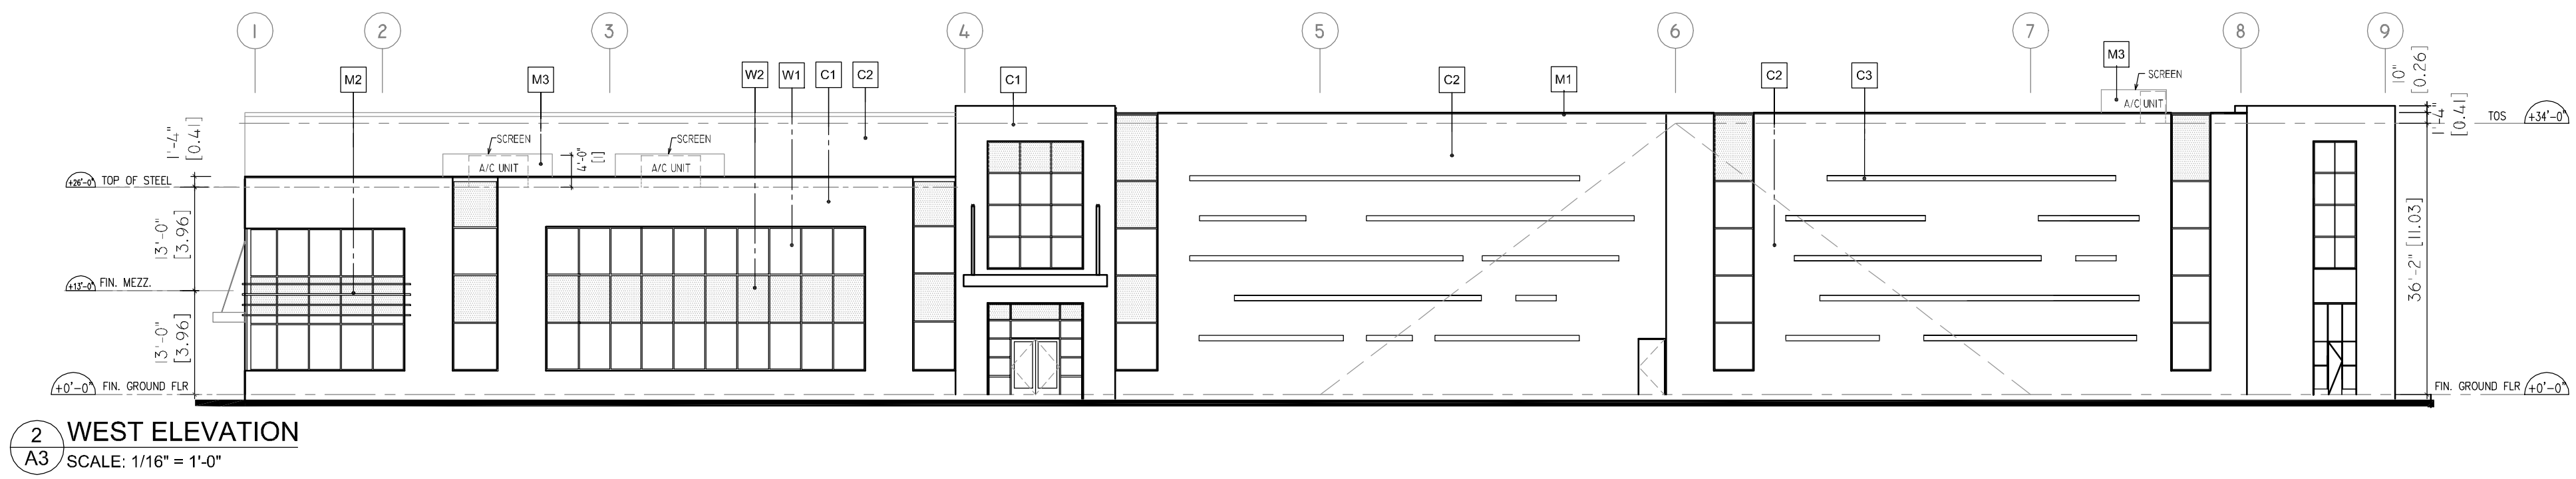 1 2 3 4 5 6 7 8 9
M2 M3 W2 W1 C1 C2 C1 C2 M1 C2 C3 M3
SCREEN
A/C UNIT
10"
[0.26]
1'-4"
[0.41]
TOS +34'-0"
1'-4"
[0.41]
SCREEN
A/C UNIT
4'-0"
[1]
SCREEN
A/C UNIT
+26'-0" TOP OF STEEL
13'-0"
[3.96]
36'-2" [11.03]
+13'-0" FIN. MEZZ.
13'-0"
[3.96]
+0'-0" FIN. GROUND FLR
FIN. GROUND FLR +0'-0"
2
A3
WEST ELEVATION
SCALE: 1/16" = 1'-0"